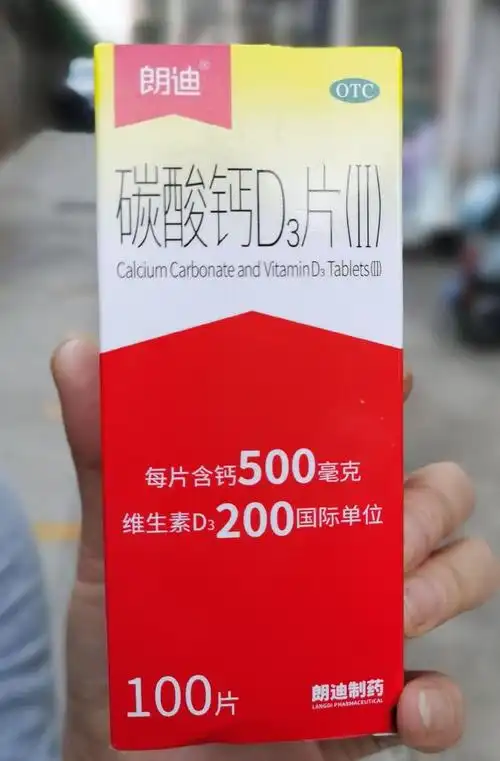 朗迪®
OTC
碳酸钙D₃片(II)
Calcium Carbonate and Vitamin D₃ Tablets(II)
每片含钙500毫克
维生素D₃200国际单位
100片
朗迪制药
LANGDI PHARMACEUTICAL